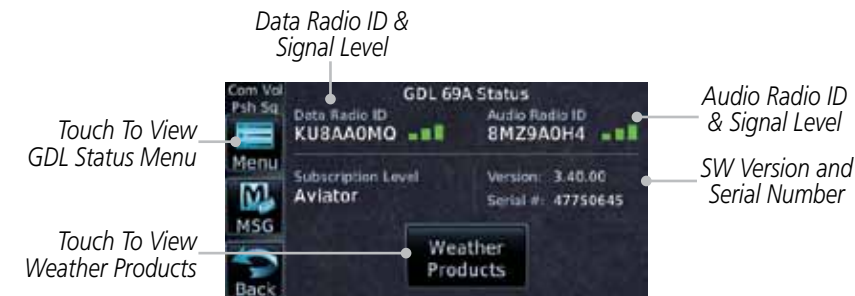 Data Radio ID &
Signal Level
Com Vol
Psh Sq
GDL 69A Status
Data Radio ID
Audio Radio ID
KU8AA0MQ
8MZ9A0H4
Audio Radio ID
& Signal Level
Touch To View
GDL Status Menu
Menu
Subscription Level
Aviator
Version: 3.40.00
Serial #: 47750645
SW Version and
Serial Number
MSG
Touch To View
Weather Products
Weather
Products
Back